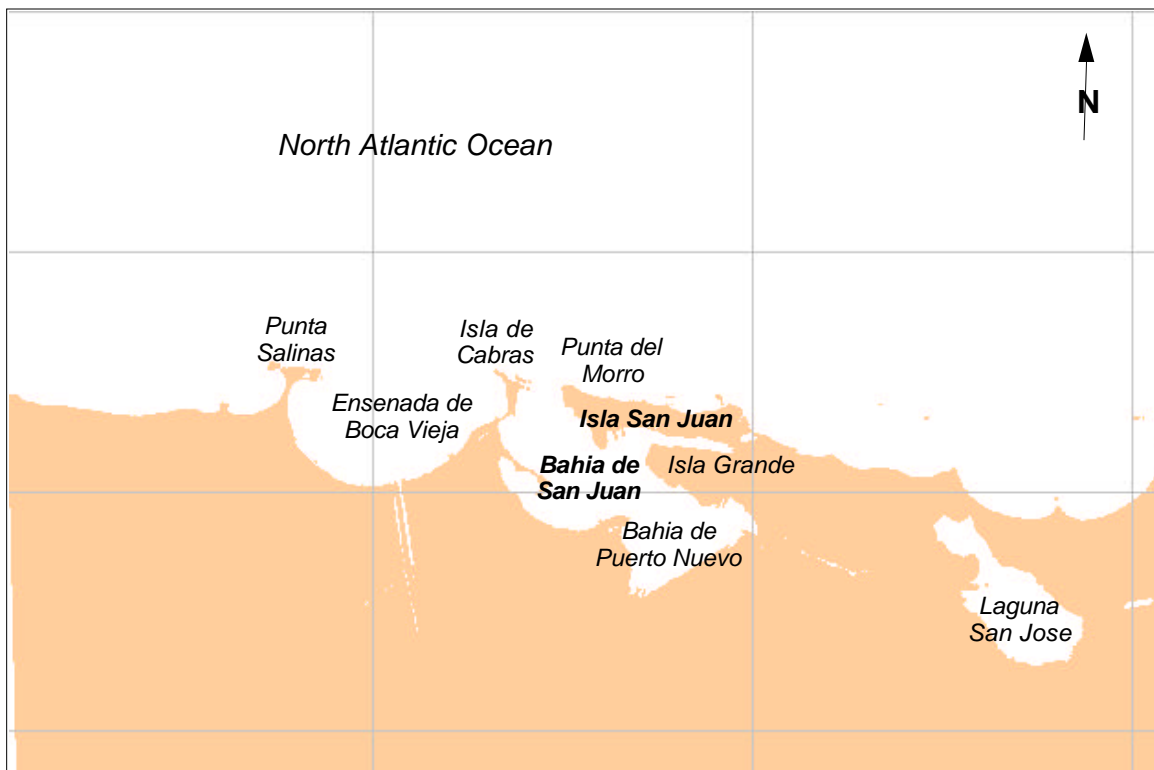 N
North Atlantic Ocean
Punta
Salinas
Isla de
Cabras
Punta del
Morro
Ensenada de
Boca Vieja
Isla San Juan
Bahia de
San Juan
Isla Grande
Bahia de
Puerto Nuevo
Laguna
San Jose